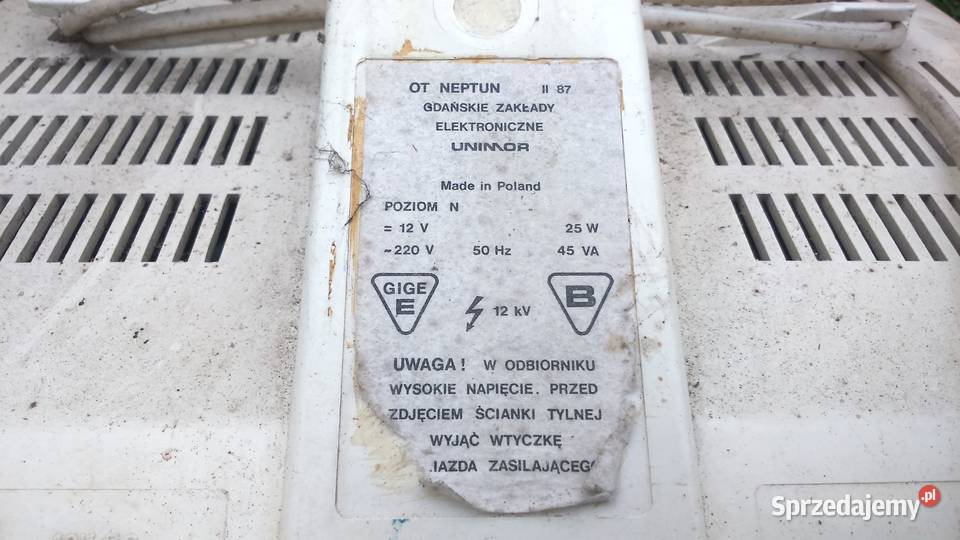 OT NEPTUN II 87
GDAŃSKIE ZAKŁADY
ELEKTRONICZNE
UNIMOR
Made in Poland
POZIOM N
= 12 V 25 W
~220 V 50 Hz 45 VA
GIGE
E
12 kV
B
UWAGA! W ODBIORNIKU
WYSOKIE NAPIĘCIE. PRZED
ZDJĘCIEM ŚCIANKI TYLNEJ
WYJĄĆ WTYCZKĘ
IAZDA ZASILAJĄCEGO
Sprzedajemy.pl